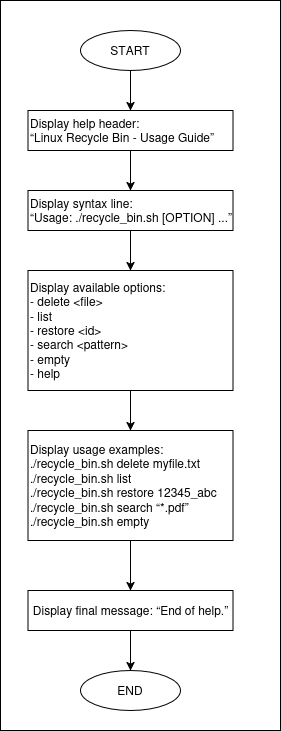 START
Display help header:
“Linux Recycle Bin - Usage Guide”
Display syntax line:
“Usage: ./recycle_bin.sh [OPTION] ...”
Display available options:
- delete <file>
- list
- restore <id>
- search <pattern>
- empty
- help
Display usage examples:
./recycle_bin.sh delete myfile.txt
./recycle_bin.sh list
./recycle_bin.sh restore 12345_abc
./recycle_bin.sh search “*.pdf”
./recycle_bin.sh empty
Display final message: “End of help.”
END